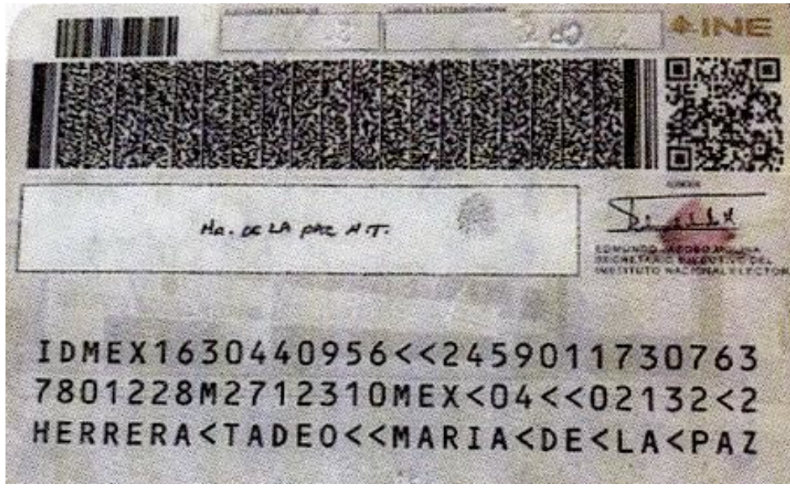 INE
Ma. DE LA PAZ H T.
EDMUNDO JACOBO MOLINA
SECRETARIO EJECUTIVO DEL
INSTITUTO NACIONAL ELECTOR
IDMEX1630440956<<2459011730763
7801228M2712310MEX<04<<02132<2
HERRERA<TADEO<<MARIA<DE<LA<PAZ